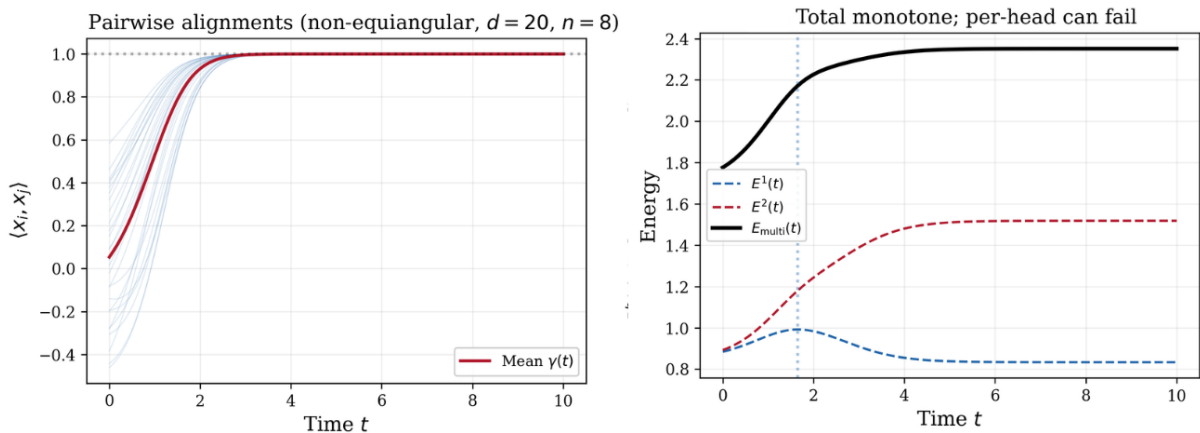 Pairwise alignments (non-equiangular, d = 20, n = 8)
⟨x_i, x_j⟩
1.0
0.8
0.6
0.4
0.2
0.0
−0.2
−0.4
0 2 4 6 8 10
Time t
Mean γ(t)
Total monotone; per-head can fail
Energy
2.4
2.2
2.0
1.8
1.6
1.4
1.2
1.0
0.8
E¹(t)
E²(t)
E_multi(t)
0 2 4 6 8 10
Time t